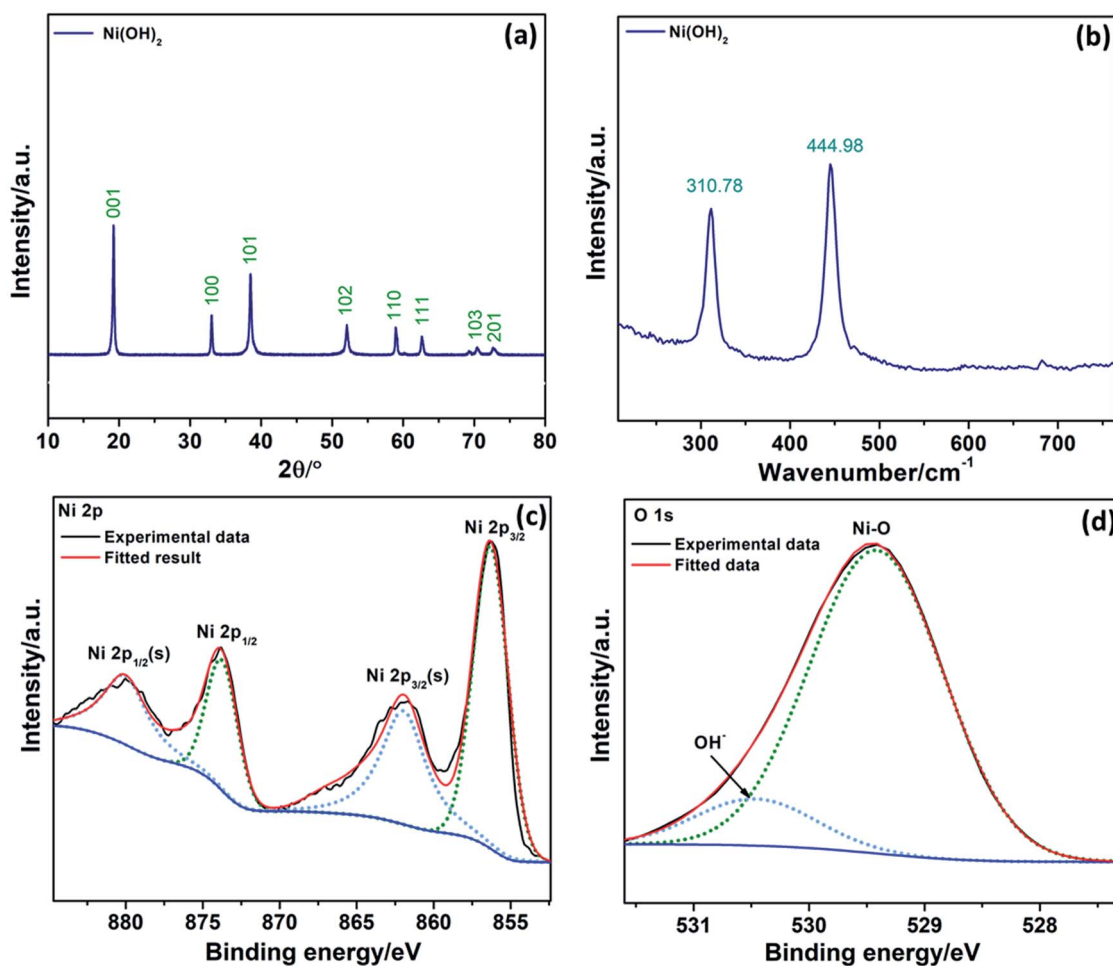 Ni(OH)2
(a)
Intensity/a.u.
001
100
101
102
110
111
103
201
10 20 30 40 50 60 70 80
2θ/°
Ni(OH)2
(b)
Intensity/a.u.
310.78
444.98
300 400 500 600 700
Wavenumber/cm-1
Ni 2p
(c)
Experimental data
Fitted result
Intensity/a.u.
Ni 2p1/2(s)
Ni 2p1/2
Ni 2p3/2(s)
Ni 2p3/2
880 875 870 865 860 855
Binding energy/eV
O 1s
Ni-O
(d)
Experimental data
Fitted data
Intensity/a.u.
OH-
531 530 529 528
Binding energy/eV